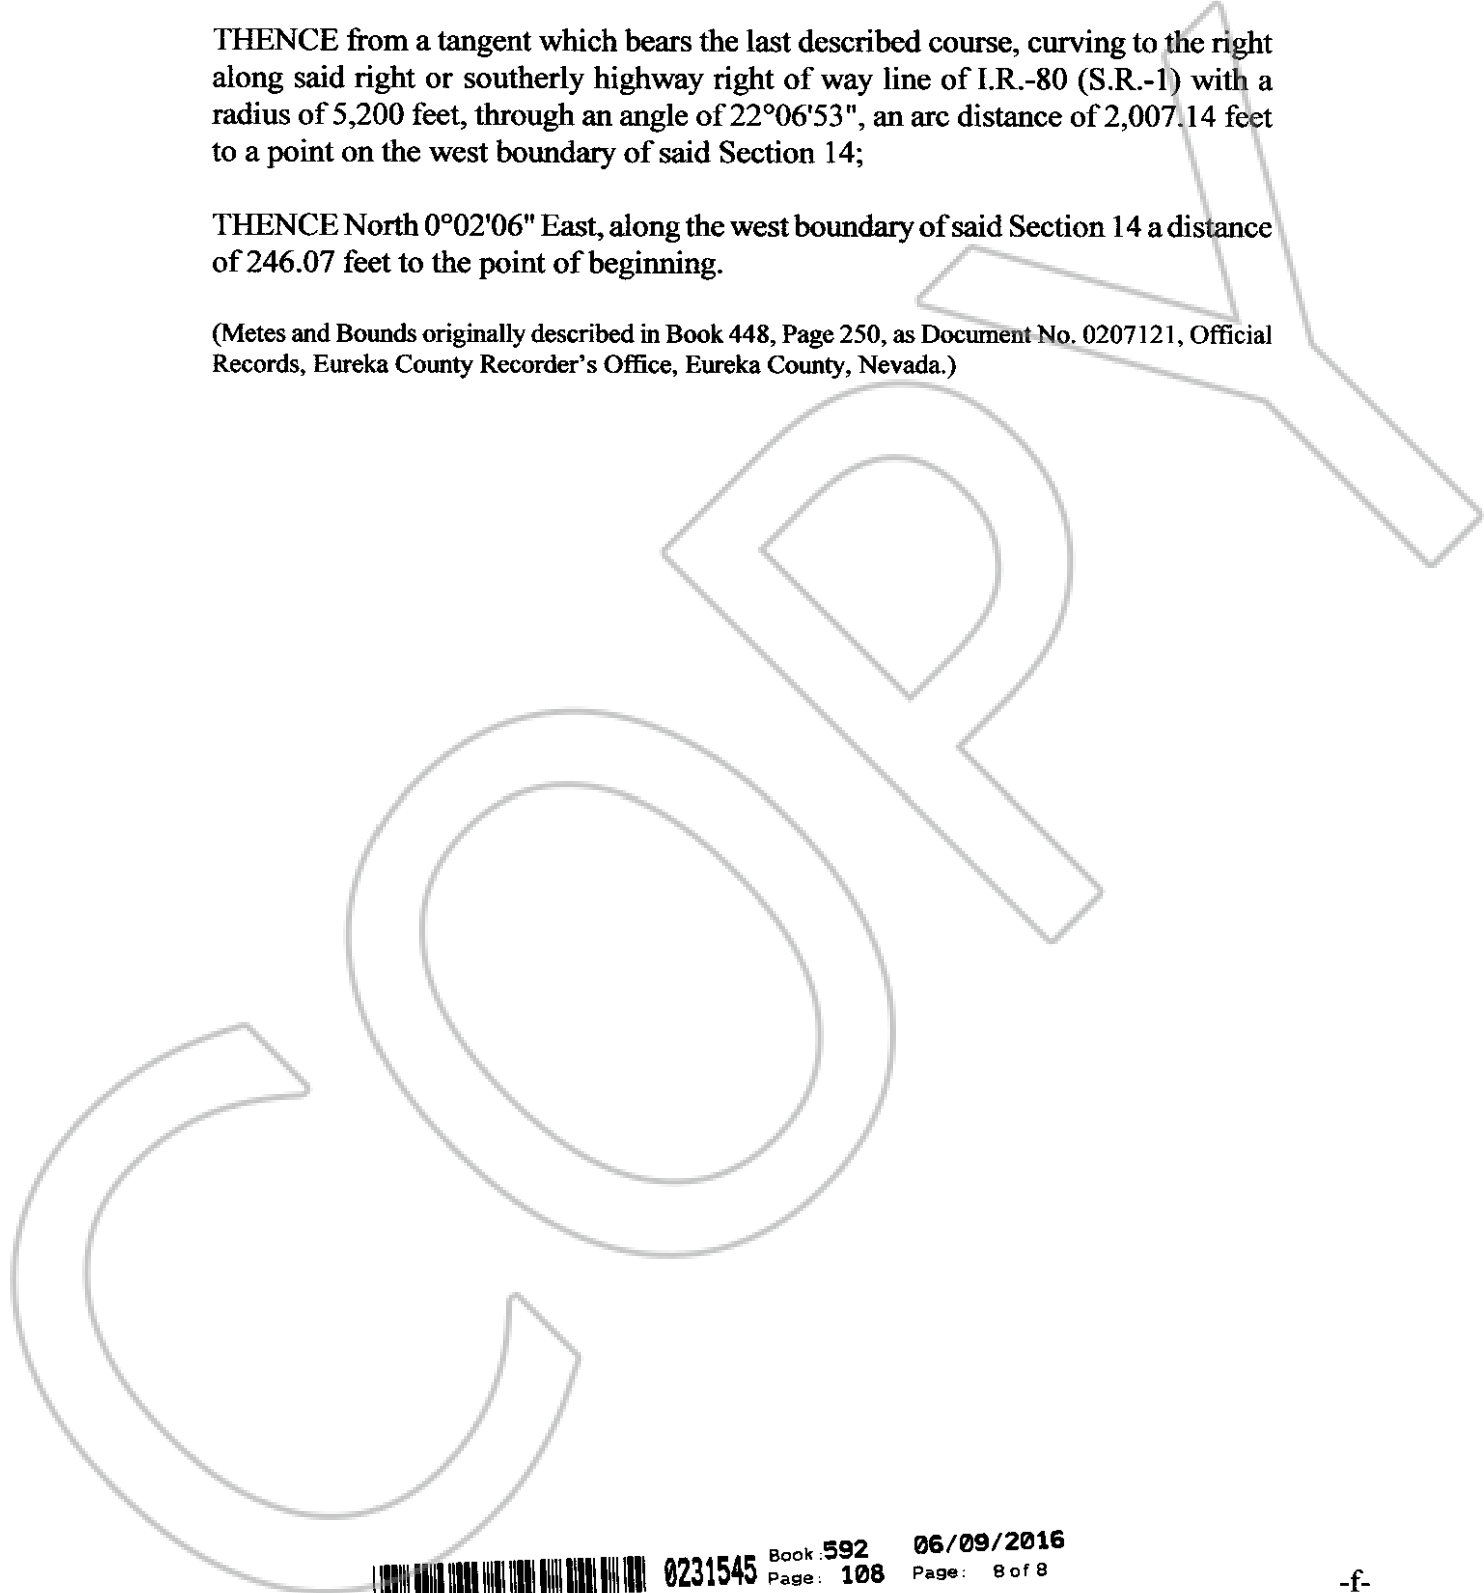 THENCE from a tangent which bears the last described course, curving to the right
along said right or southerly highway right of way line of I.R.-80 (S.R.-1) with a
radius of 5,200 feet, through an angle of 22°06'53", an arc distance of 2,007.14 feet
to a point on the west boundary of said Section 14;
THENCE North 0°02'06" East, along the west boundary of said Section 14 a distance
of 246.07 feet to the point of beginning.
(Metes and Bounds originally described in Book 448, Page 250, as Document No. 0207121, Official
Records, Eureka County Recorder's Office, Eureka County, Nevada.)
COPY
0231545 Book: 592 06/09/2016
Page: 108 Page: 8 of 8
-f-